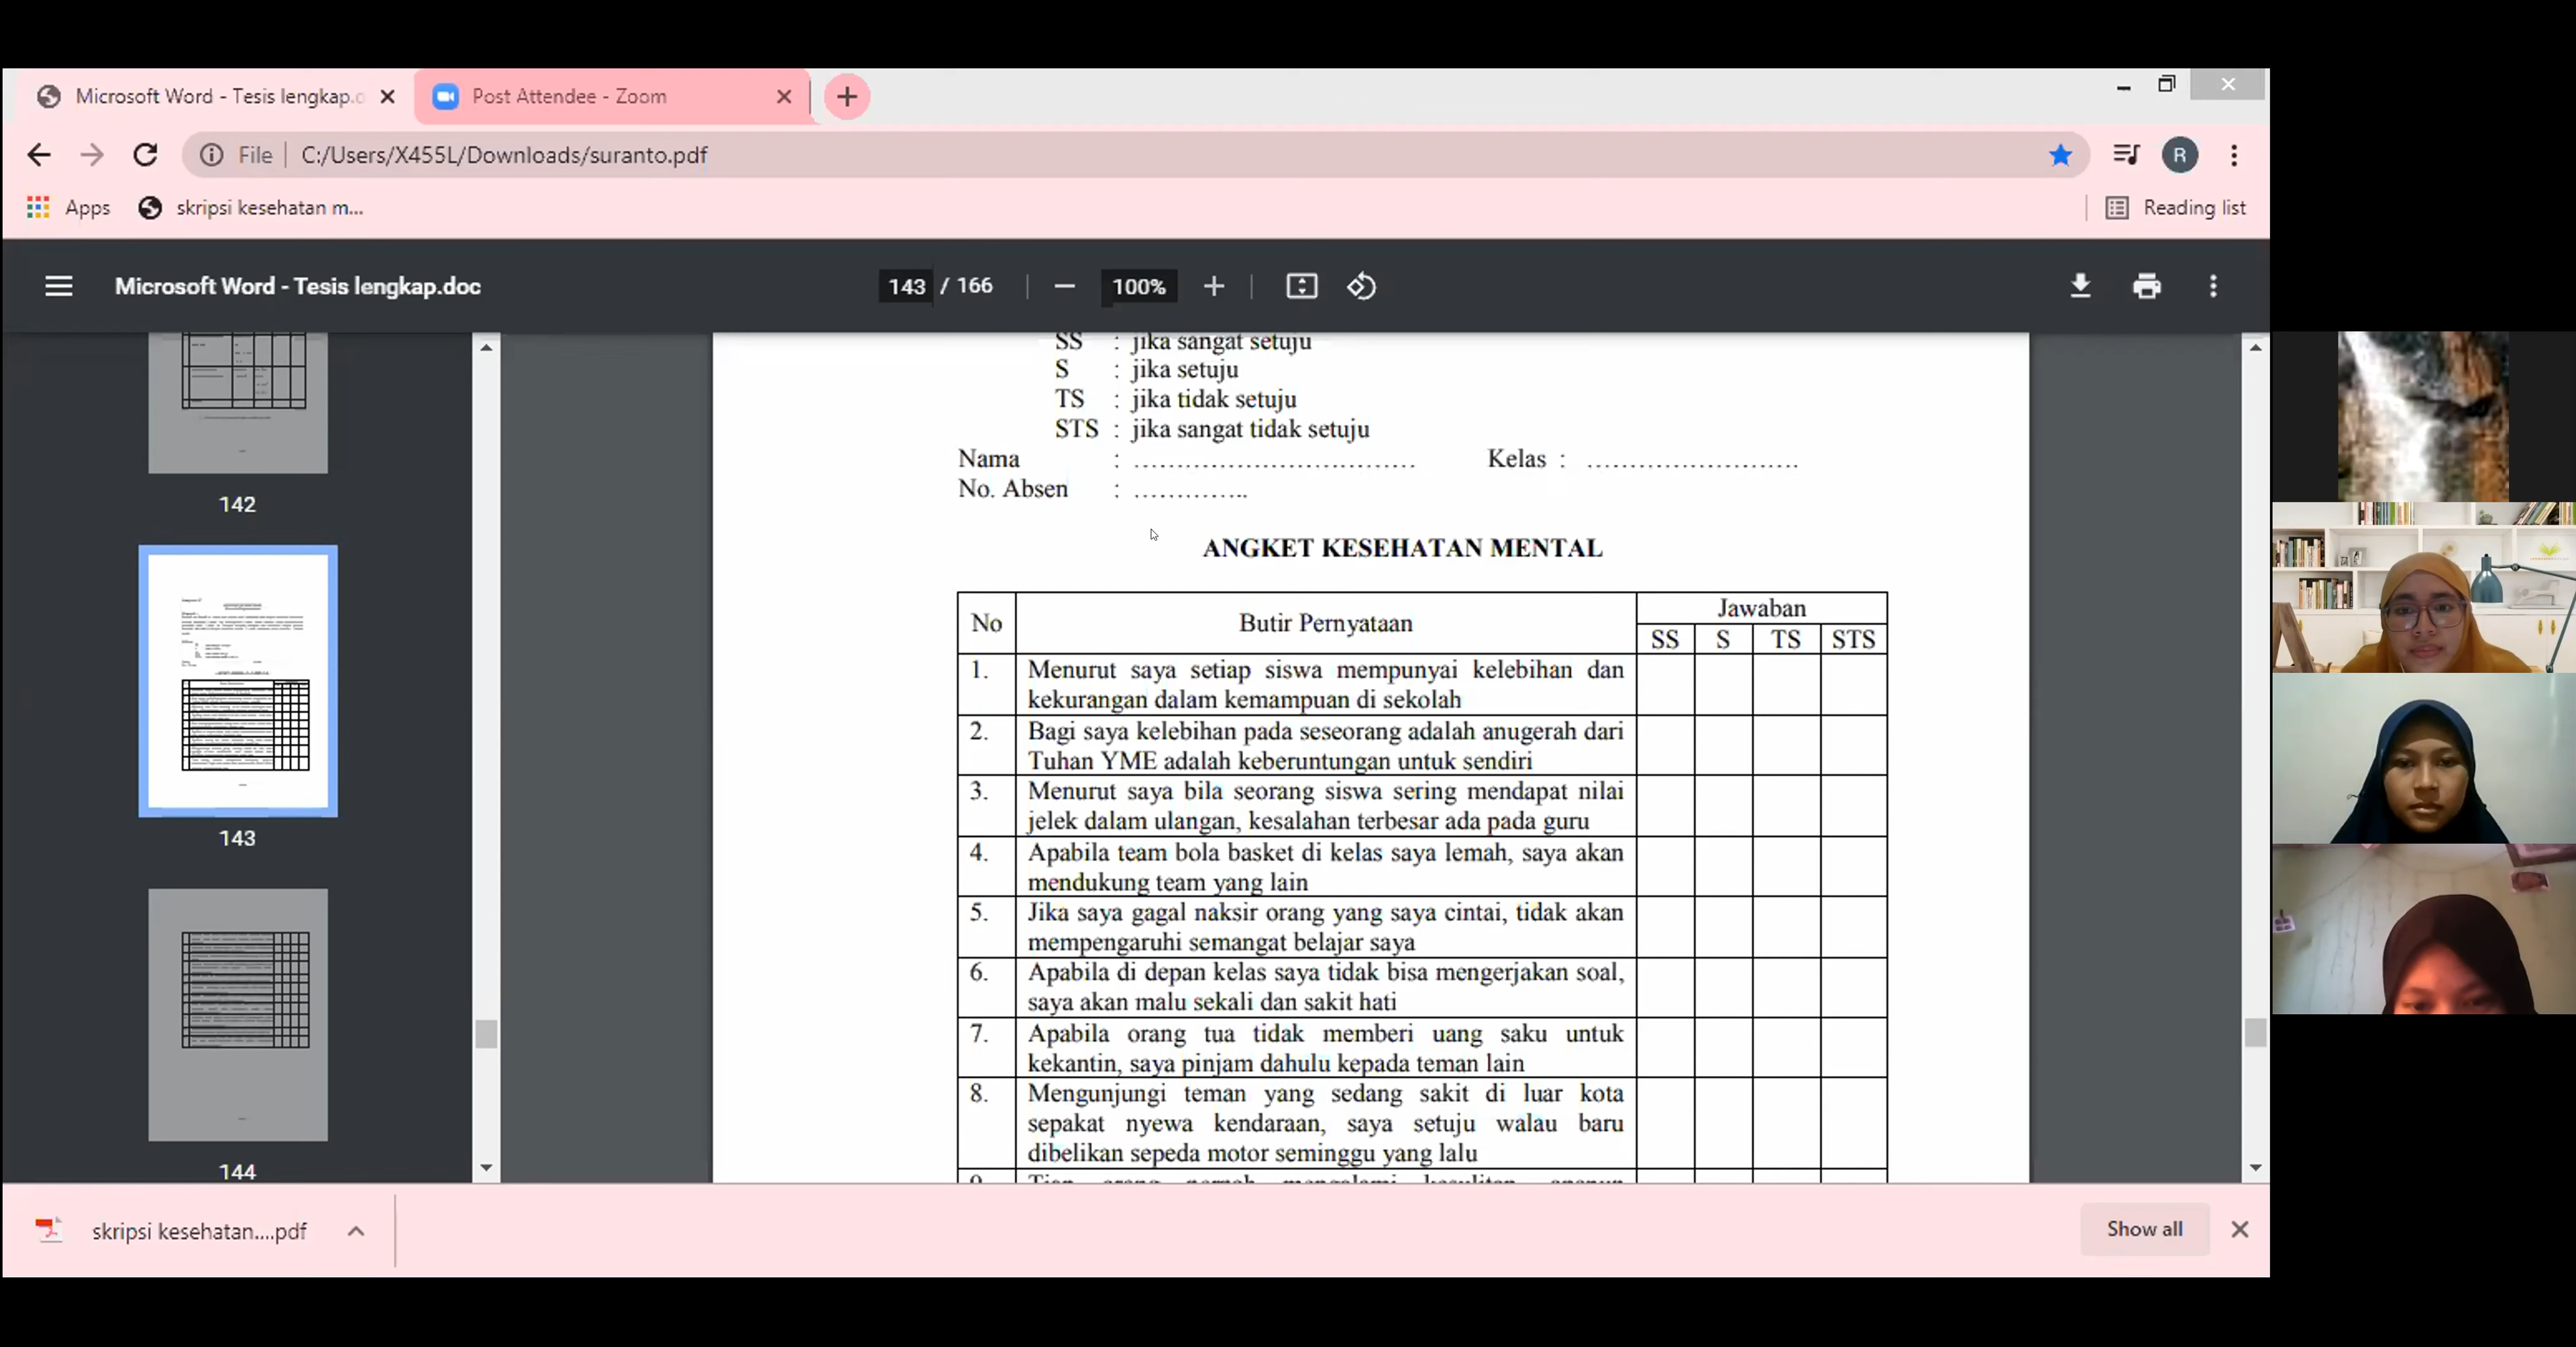 Microsoft Word - Tesis lengkap.d
Post Attendee - Zoom
File
C:/Users/X455L/Downloads/suranto.pdf
R
Apps
skripsi kesehatan m...
Reading list
Microsoft Word - Tesis lengkap.doc
143 / 166
100%
142
143
144
SS : jika sangat setuju
S : jika setuju
TS : jika tidak setuju
STS : jika sangat tidak setuju
Nama : ................................. Kelas : .........................
No. Absen : ..............
ANGKET KESEHATAN MENTAL
No Butir Pernyataan Jawaban
SS S TS STS
1. Menurut saya setiap siswa mempunyai kelebihan dan
kekurangan dalam kemampuan di sekolah
2. Bagi saya kelebihan pada seseorang adalah anugerah dari
Tuhan YME adalah keberuntungan untuk sendiri
3. Menurut saya bila seorang siswa sering mendapat nilai
jelek dalam ulangan, kesalahan terbesar ada pada guru
4. Apabila team bola basket di kelas saya lemah, saya akan
mendukung team yang lain
5. Jika saya gagal naksir orang yang saya cintai, tidak akan
mempengaruhi semangat belajar saya
6. Apabila di depan kelas saya tidak bisa mengerjakan soal,
saya akan malu sekali dan sakit hati
7. Apabila orang tua tidak memberi uang saku untuk
kekantin, saya pinjam dahulu kepada teman lain
8. Mengunjungi teman yang sedang sakit di luar kota
sepakat nyewa kendaraan, saya setuju walau baru
dibelikan sepeda motor seminggu yang lalu
skripsi kesehatan....pdf
Show all